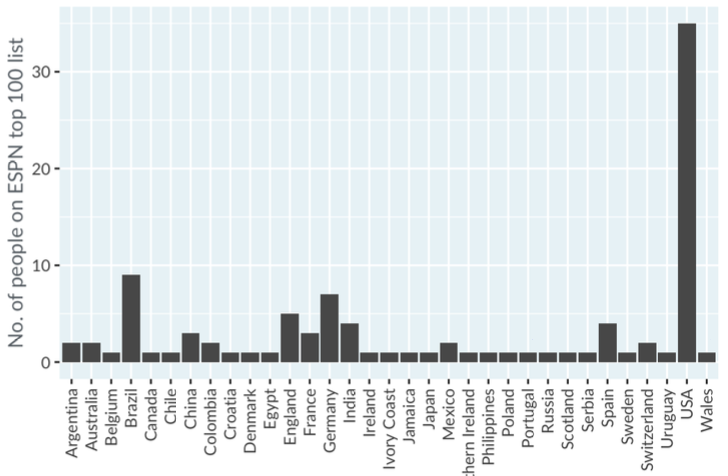 No. of people on ESPN top 100 list
30
20
10
0
Argentina
Australia
Belgium
Brazil
Canada
Chile
China
Colombia
Croatia
Denmark
Egypt
England
France
Germany
India
Ireland
Ivory Coast
Jamaica
Japan
Mexico
hern Ireland
Philippines
Poland
Portugal
Russia
Scotland
Serbia
Spain
Sweden
Switzerland
Uruguay
USA
Wales